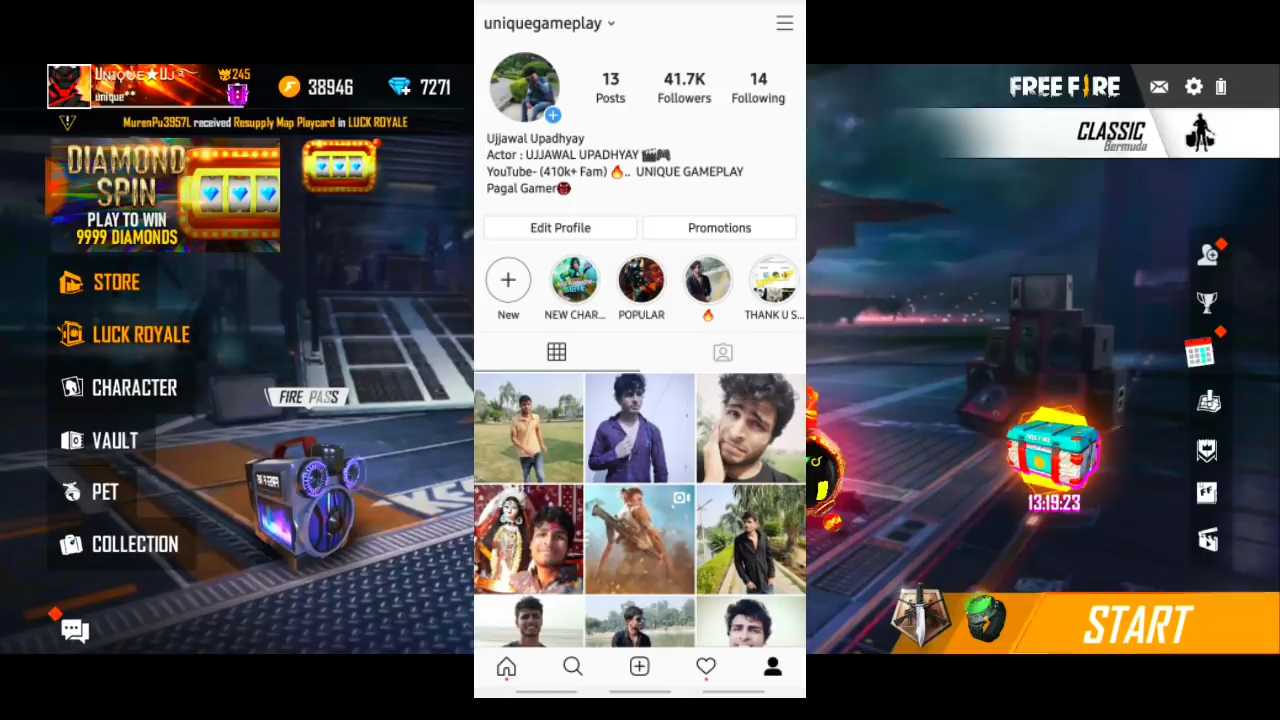 UNIQUE★UJ
unique**
245
38946
7271
MurenPu3957L received Resupply Map Playcard in LUCK ROYALE
DIAMOND
SPIN
PLAY TO WIN
9999 DIAMONDS
STORE
LUCK ROYALE
CHARACTER
VAULT
PET
COLLECTION
FIRE PASS
uniquegameplay
13
41.7K
14
Posts
Followers
Following
Ujjawal Upadhyay
Actor : UJJAWAL UPADHYAY 🎬🎮
YouTube- (410k+ Fam) 🔥.. UNIQUE GAMEPLAY
Pagal Gamer👹
Edit Profile
Promotions
New
NEW CHAR...
POPULAR
🔥
THANK U S...
FREE FIRE
CLASSIC
Bermuda
FREE FIRE
13:19:23
FF
START